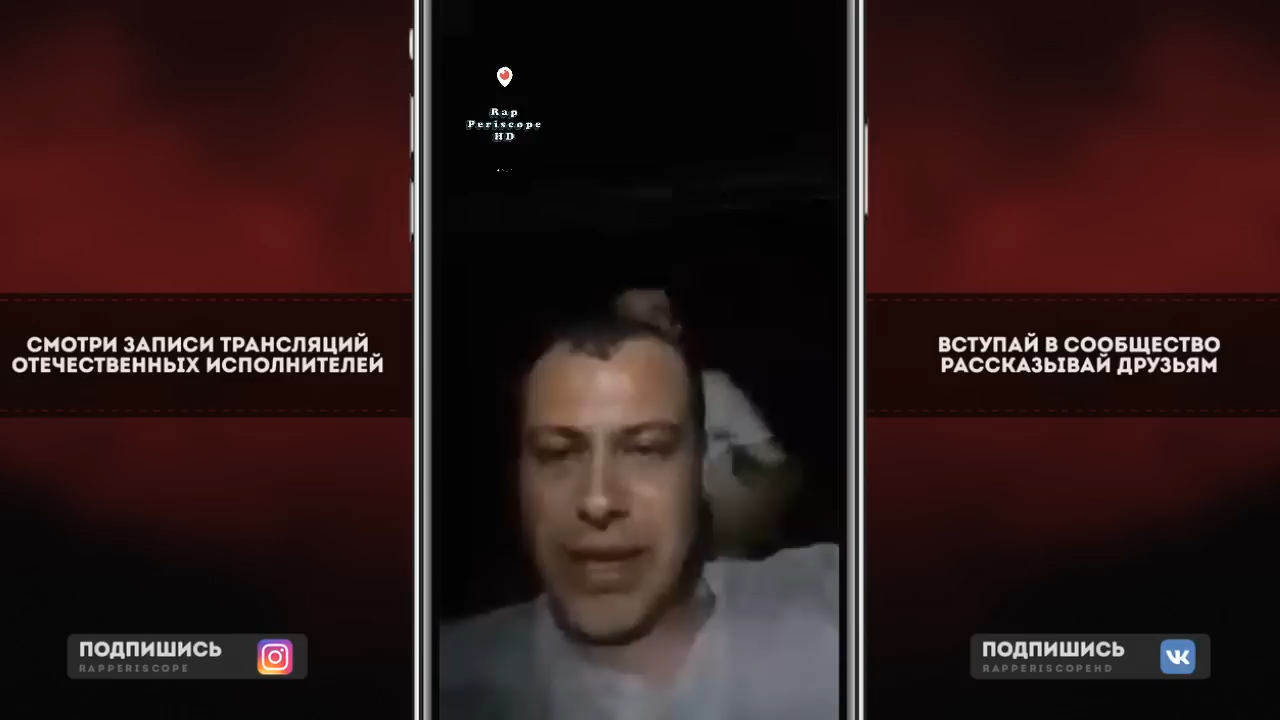 Rap
Periscope
HD
СМОТРИ ЗАПИСИ ТРАНСЛЯЦИЙ
ОТЕЧЕСТВЕННЫХ ИСПОЛНИТЕЛЕЙ
ВСТУПАЙ В СООБЩЕСТВО
РАССКАЗЫВАЙ ДРУЗЬЯМ
ПОДПИШИСЬ
RAPPERISCOPE
ПОДПИШИСЬ
RAPPERISCOPEHD